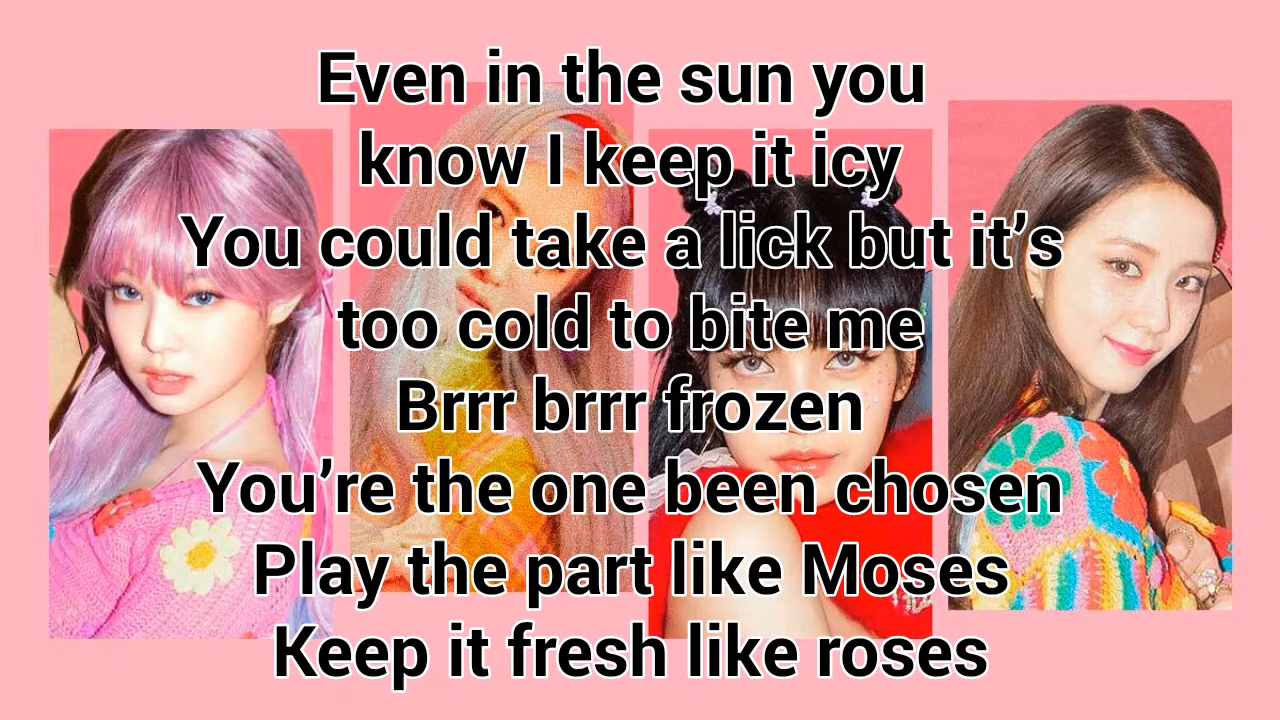 Even in the sun you
know I keep it icy
You could take a lick but it’s
too cold to bite me
Brrr brrr frozen
You’re the one been chosen
Play the part like Moses
Keep it fresh like roses